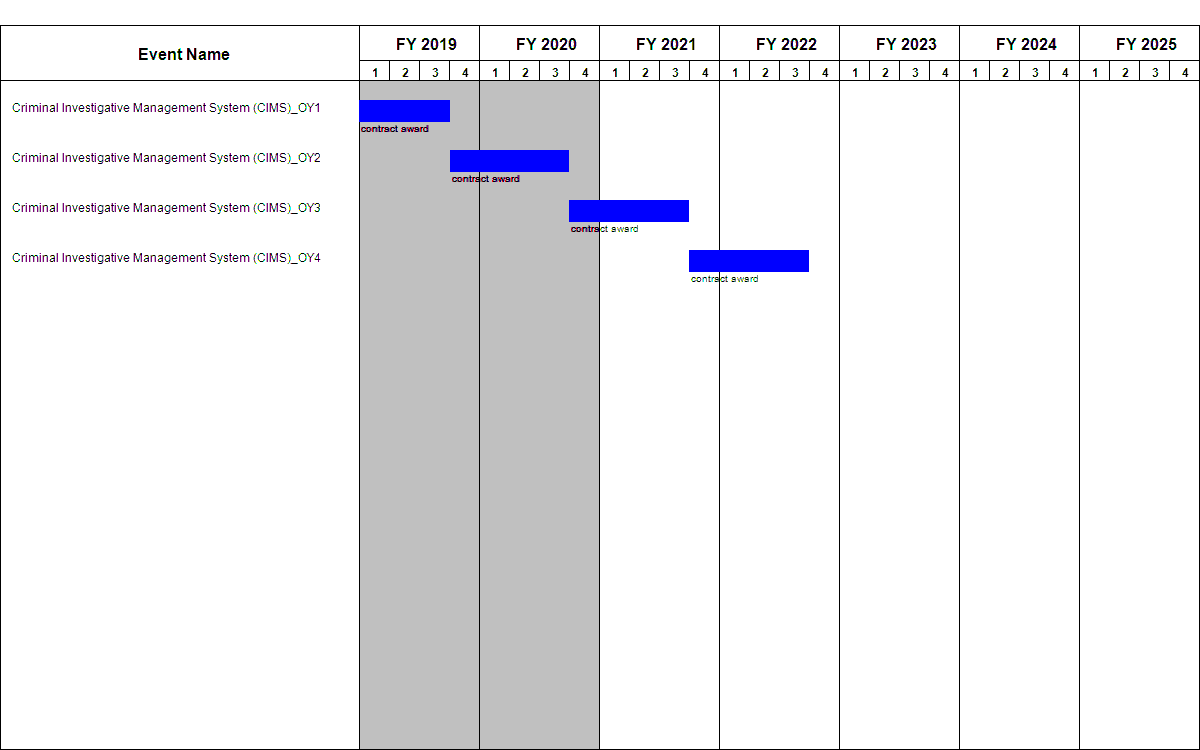 Event Name
FY 2019 FY 2020 FY 2021 FY 2022 FY 2023 FY 2024 FY 2025
1 2 3 4 1 2 3 4 1 2 3 4 1 2 3 4 1 2 3 4 1 2 3 4 1 2 3 4
Criminal Investigative Management System (CIMS)_OY1
contract award
Criminal Investigative Management System (CIMS)_OY2
contract award
Criminal Investigative Management System (CIMS)_OY3
contract award
Criminal Investigative Management System (CIMS)_OY4
contract award